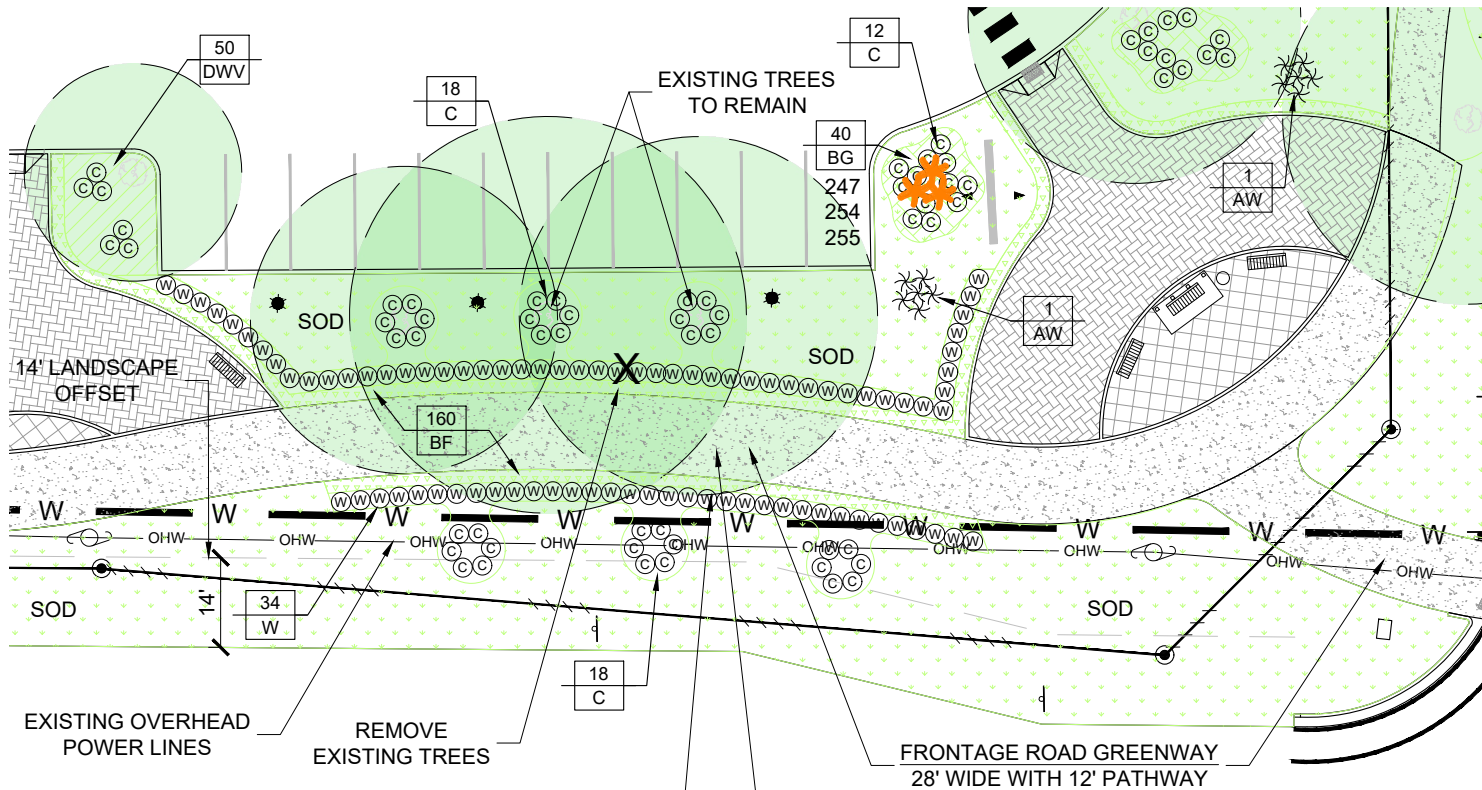 50
DWV
18
C
EXISTING TREES
TO REMAIN
12
C
40
BG
247
254
255
1
AW
1
AW
SOD
SOD
14' LANDSCAPE
OFFSET
X
160
BF
W W W W W W W W W
OHW OHW OHW OHW OHW OHW OHW OHW OHW OHW OHW
14'
SOD
SOD
34
W
18
C
EXISTING OVERHEAD
POWER LINES
REMOVE
EXISTING TREES
FRONTAGE ROAD GREENWAY
28' WIDE WITH 12' PATHWAY